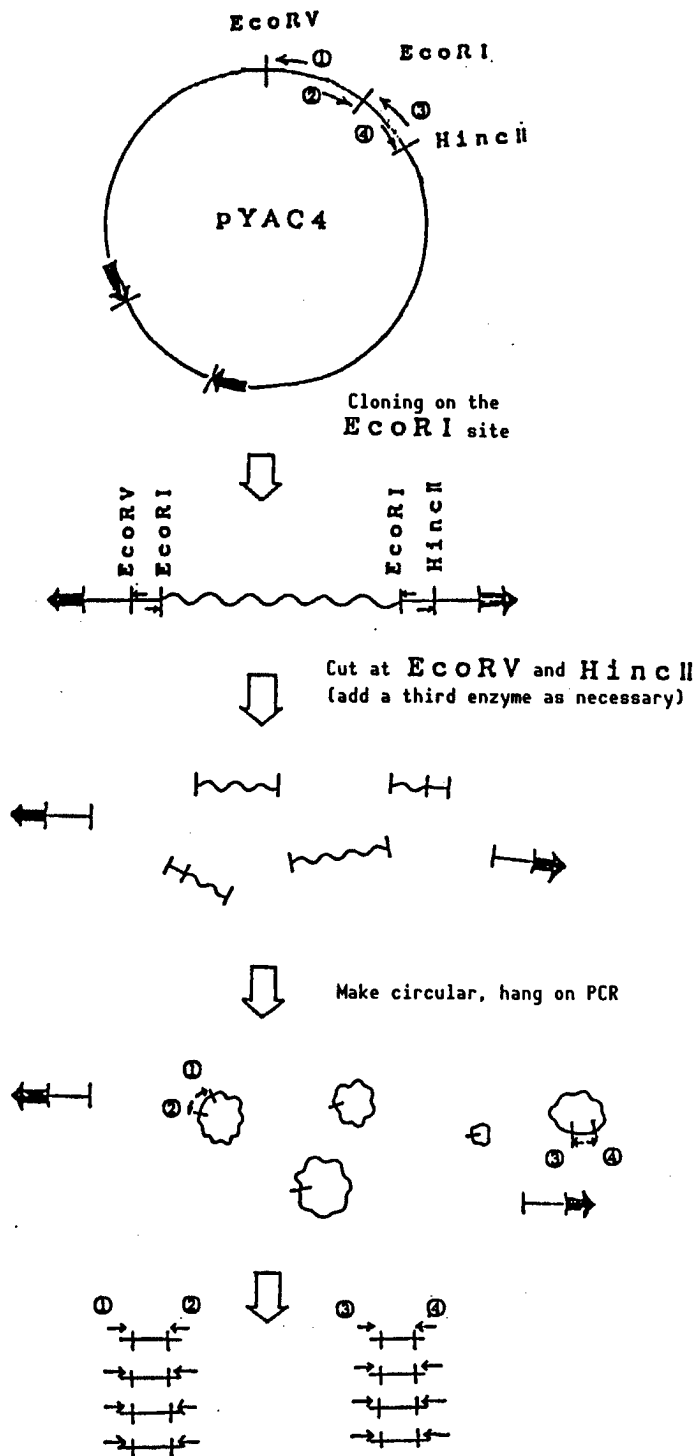 EcoRV
①
EcoRI
②
③
④
HincⅡ
pYAC4
Cloning on the
EcoRI site
EcoRV
EcoRI
EcoRI
HincⅡ
Cut at EcoRV and HincⅡ
(add a third enzyme as necessary)
Make circular, hang on PCR
①
②
③ ④
① ② ③ ④